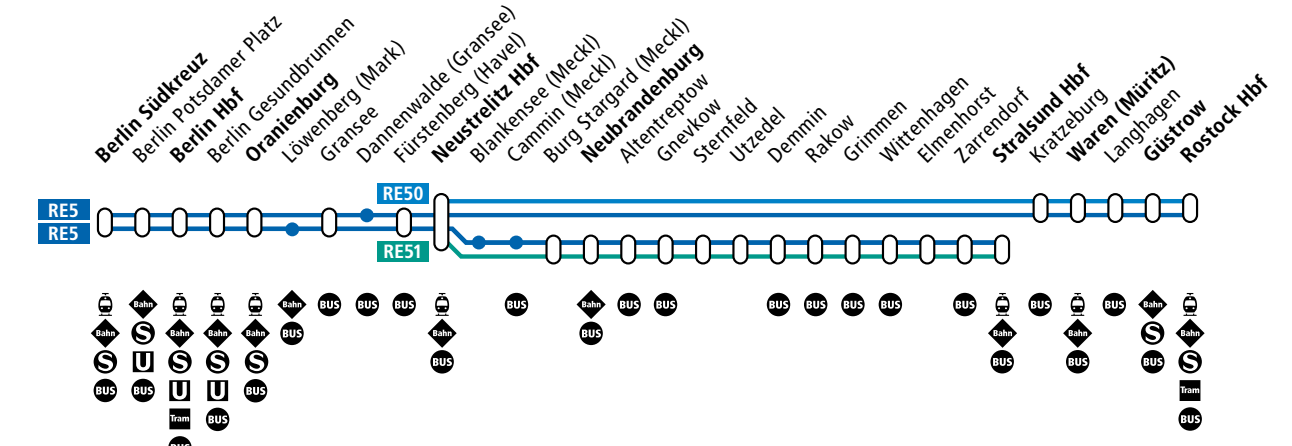 Berlin Südkreuz
Berlin Potsdamer Platz
Berlin Hbf
Berlin Gesundbrunnen
Oranienburg
Löwenberg (Mark)
Gransee
Dannenwalde (Gransee)
Fürstenberg (Havel)
Neustrelitz Hbf
Blankensee (Meckl)
Cammin (Meckl)
Burg Stargard (Meckl)
Neubrandenburg
Altentreptow
Gnevkow
Sternfeld
Utzedel
Demmin
Rakow
Grimmen
Wittenhagen
Elmenhorst
Zarrendorf
Stralsund Hbf
Kratzeburg
Waren (Müritz)
Langhagen
Güstrow
Rostock Hbf
RE50
RE5
RE5
RE51
Bahn Bahn BUS BUS BUS BUS Bahn BUS BUS BUS BUS BUS BUS BUS BUS BUS Bahn
Bahn S Bahn Bahn Bahn BUS Bahn BUS Bahn Bahn S Bahn
S U S S S BUS BUS BUS BUS S
BUS BUS U U BUS Tram
Tram BUS BUS
BUS